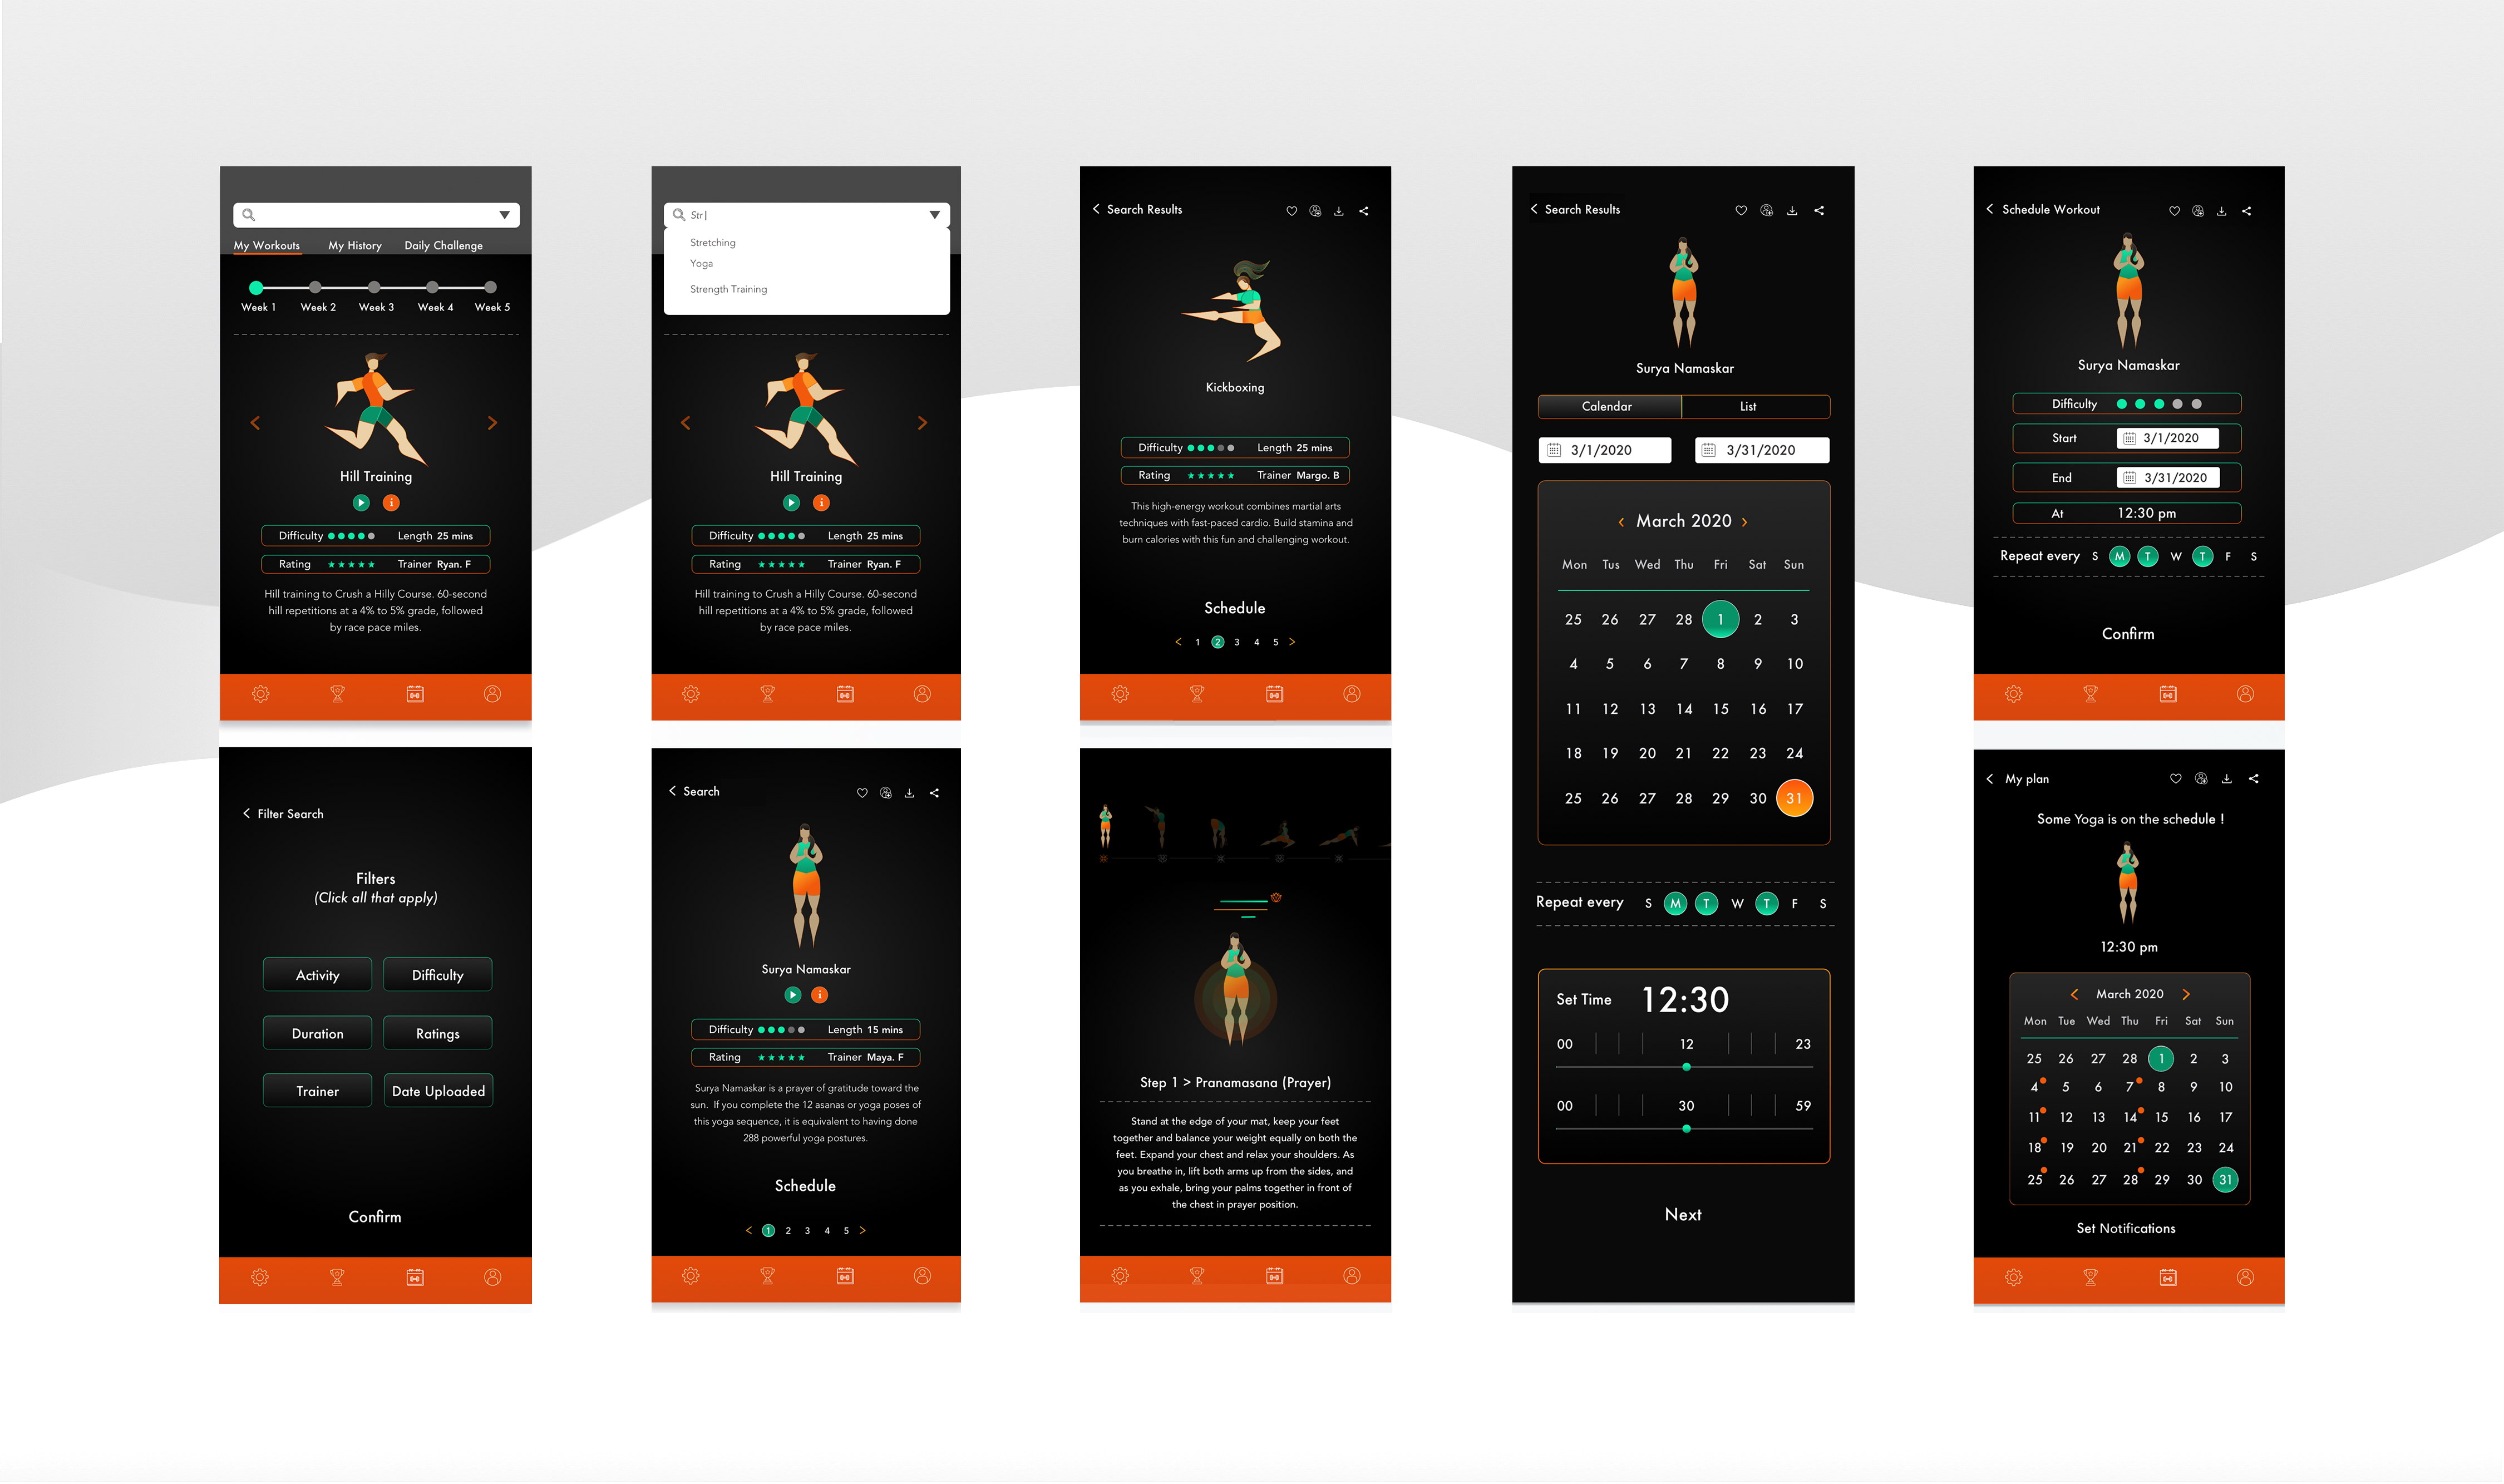 My Workouts My History Daily Challenge
Week 1 Week 2 Week 3 Week 4 Week 5
Hill Training
Difficulty Length 25 mins
Rating Trainer Ryan. F
Hill training to Crush a Hilly Course. 60-second
hill repetitions at a 4% to 5% grade, followed
by race pace miles.
Str
Stretching
Yoga
Strength Training
Hill Training
Difficulty Length 25 mins
Rating Trainer Ryan. F
Hill training to Crush a Hilly Course. 60-second
hill repetitions at a 4% to 5% grade, followed
by race pace miles.
< Search Results
Kickboxing
Difficulty Length 25 mins
Rating Trainer Margo. B
This high-energy workout combines martial arts
techniques with fast-paced cardio. Build stamina and
burn calories with this fun and challenging workout.
Schedule
< 1 2 3 4 5 >
< Search Results
Surya Namaskar
Calendar List
3/1/2020 3/31/2020
< March 2020 >
Mon Tus Wed Thu Fri Sat Sun
25 26 27 28 1 2 3
4 5 6 7 8 9 10
11 12 13 14 15 16 17
18 19 20 21 22 23 24
25 26 27 28 29 30 31
Repeat every S M T W T F S
Set Time 12:30
00 12 23
00 30 59
Next
< Schedule Workout
Surya Namaskar
Difficulty
Start 3/1/2020
End 3/31/2020
At 12:30 pm
Repeat every S M T W T F S
Confirm
< Filter Search
Filters
(Click all that apply)
Activity Difficulty
Duration Ratings
Trainer Date Uploaded
Confirm
< Search
Surya Namaskar
Difficulty Length 15 mins
Rating Trainer Maya. F
Surya Namaskar is a prayer of gratitude toward the
sun. If you complete the 12 asanas or yoga poses of
this yoga sequence, it is equivalent to having done
288 powerful yoga postures.
Schedule
< 1 2 3 4 5 >
Step 1 > Pranamasana (Prayer)
Stand at the edge of your mat, keep your feet
together and balance your weight equally on both the
feet. Expand your chest and relax your shoulders. As
you breathe in, lift both arms up from the sides, and
as you exhale, bring your palms together in front of
the chest in prayer position.
< My plan
Some Yoga is on the schedule !
12:30 pm
< March 2020 >
Mon Tue Wed Thu Fri Sat Sun
25 26 27 28 1 2 3
4 5 6 7 8 9 10
11 12 13 14 15 16 17
18 19 20 21 22 23 24
25 26 27 28 29 30 31
Set Notifications